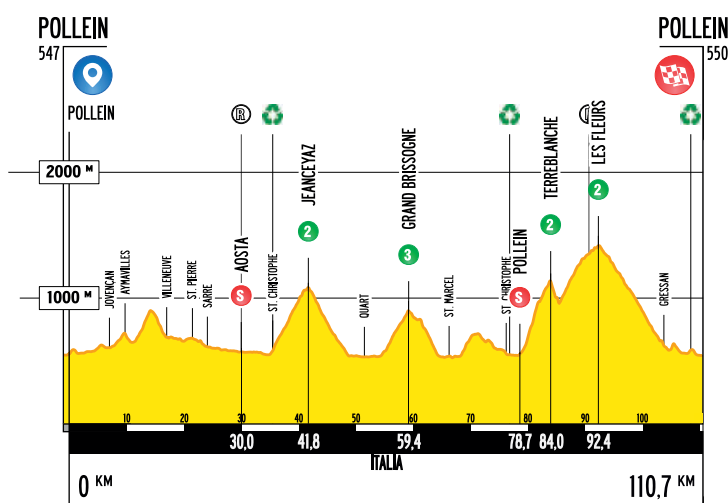 POLLEIN
547
POLLEIN
550
POLLEIN
R
2000 M
1000 M
JOVENÇAN
AYMAVILLES
VILLENEUVE
ST. PIERRE
SARRE
AOSTA
S
ST. CHRISTOPHE
JEANCEYAZ
2
QUART
GRAND BRISSOGNE
3
ST. MARCEL
ST. CHRISTOPHE
POLLEIN
S
TERREBLANCHE
2
LES FLEURS
2
GRESSAN
10 20 30 40 50 60 70 80 90 100
30,0 41,8 59,4 78,7 84,0 92,4
ITALIA
0 KM
110,7 KM